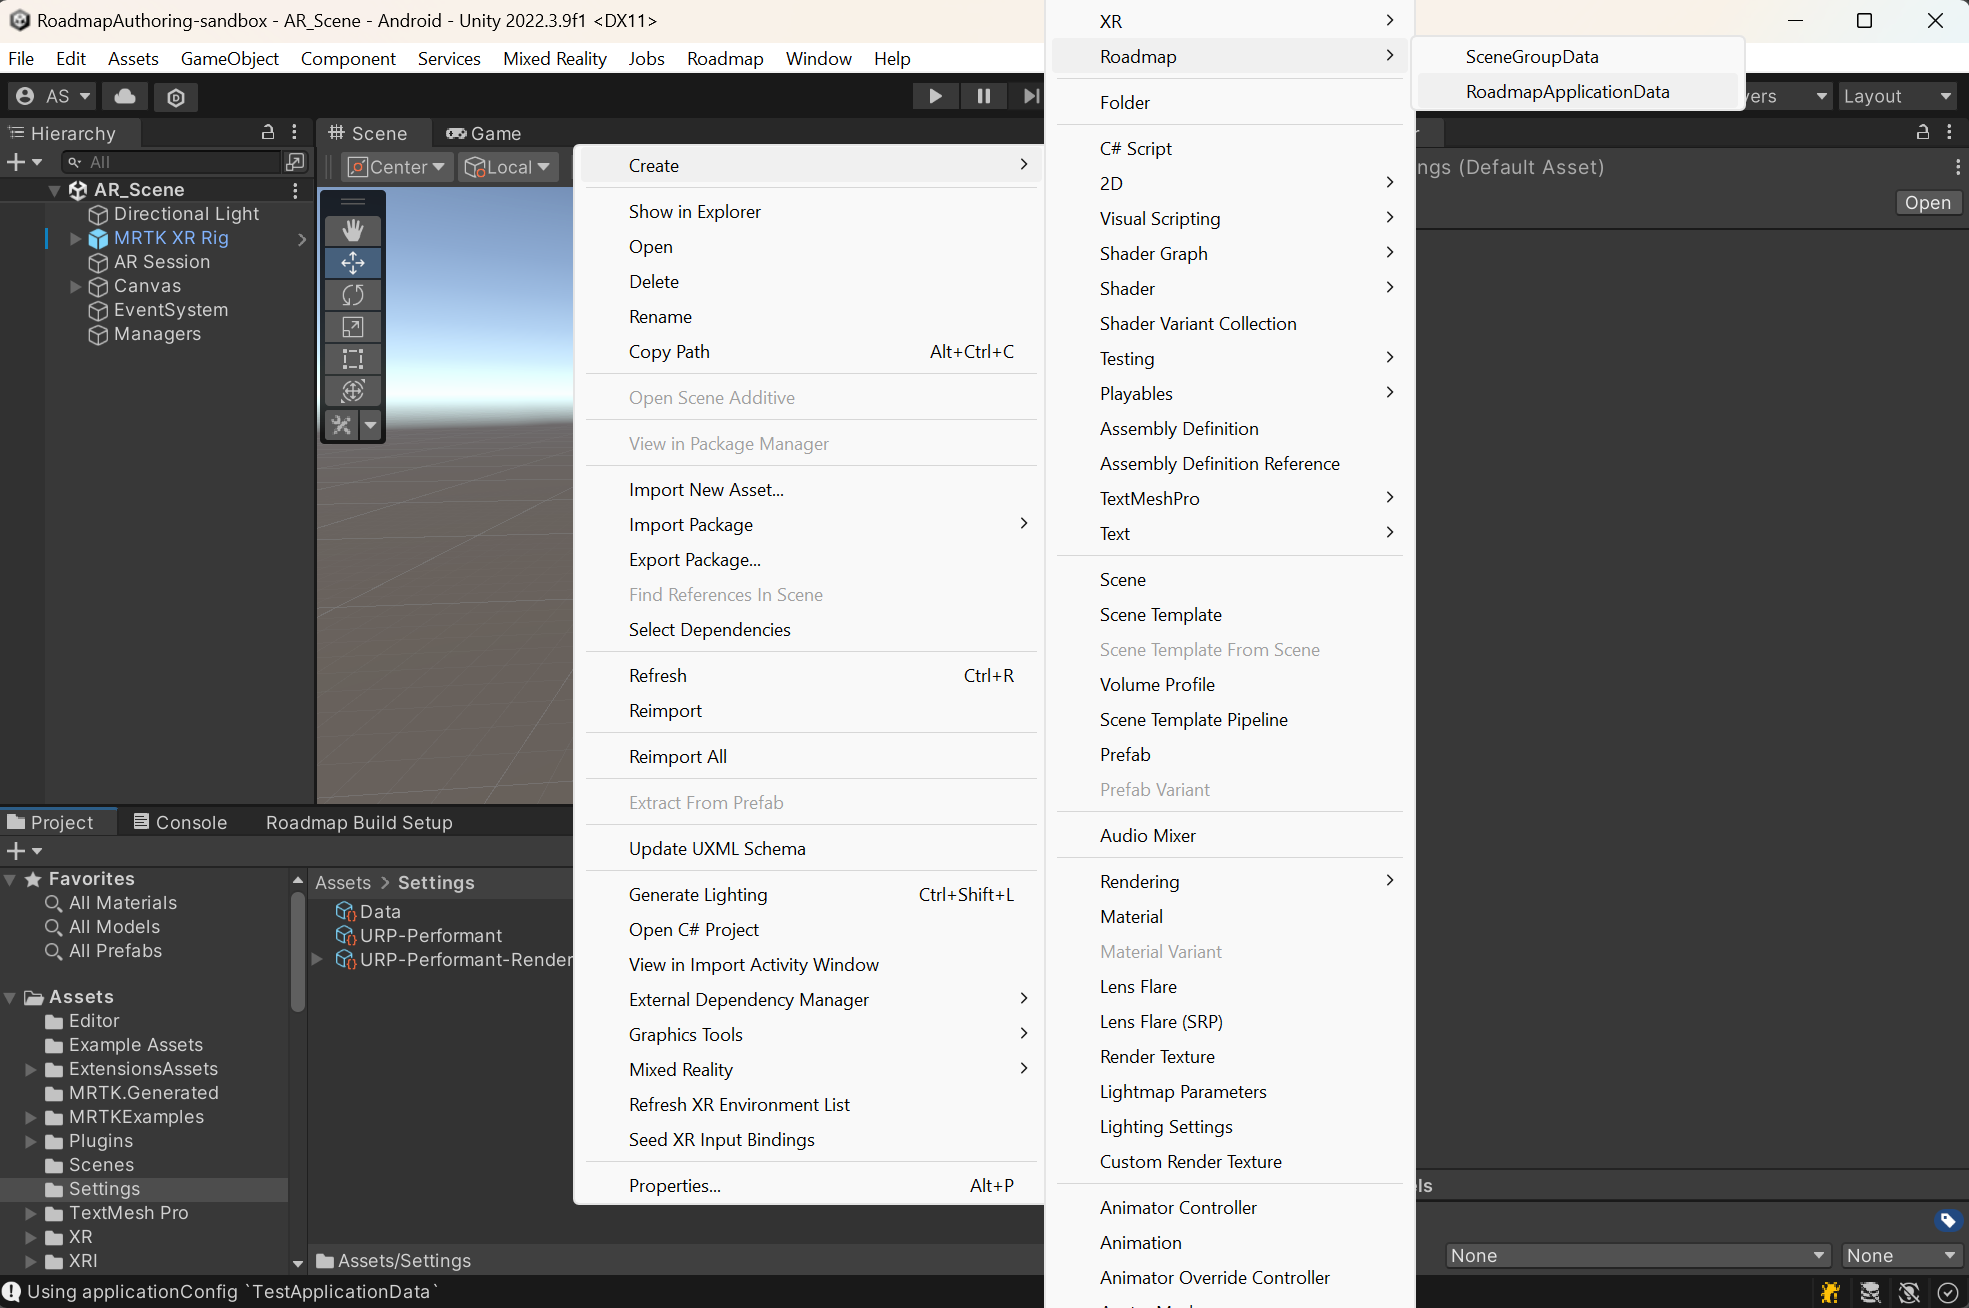 RoadmapAuthoring-sandbox - AR_Scene - Android - Unity 2022.3.9f1 <DX11>
File Edit Assets GameObject Component Services Mixed Reality Jobs Roadmap Window Help
AS
Layout
Hierarchy
Scene
Game
All
Center
Local
AR_Scene
Directional Light
MRTK XR Rig
AR Session
Canvas
EventSystem
Managers
Create
Show in Explorer
Open
Delete
Rename
Copy Path Alt+Ctrl+C
Open Scene Additive
View in Package Manager
Import New Asset...
Import Package
Export Package...
Find References In Scene
Select Dependencies
Refresh Ctrl+R
Reimport
Reimport All
Extract From Prefab
Update UXML Schema
Generate Lighting Ctrl+Shift+L
Open C# Project
View in Import Activity Window
External Dependency Manager
Graphics Tools
Mixed Reality
Refresh XR Environment List
Seed XR Input Bindings
Properties... Alt+P
XR
Roadmap
Folder
C# Script
2D
Visual Scripting
Shader Graph
Shader
Shader Variant Collection
Testing
Playables
Assembly Definition
Assembly Definition Reference
TextMeshPro
Text
Scene
Scene Template
Scene Template From Scene
Volume Profile
Scene Template Pipeline
Prefab
Prefab Variant
Audio Mixer
Rendering
Material
Material Variant
Lens Flare
Lens Flare (SRP)
Render Texture
Lightmap Parameters
Lighting Settings
Custom Render Texture
Animator Controller
Animation
Animator Override Controller
SceneGroupData
RoadmapApplicationData
(Default Asset)
Open
None
None
Project
Console
Roadmap Build Setup
Favorites
All Materials
All Models
All Prefabs
Assets
Editor
Example Assets
ExtensionsAssets
MRTK.Generated
MRTKExamples
Plugins
Scenes
Settings
TextMesh Pro
XR
XRI
Assets > Settings
Data
URP-Performant
URP-Performant-Render
Assets/Settings
Using applicationConfig `TestApplicationData`